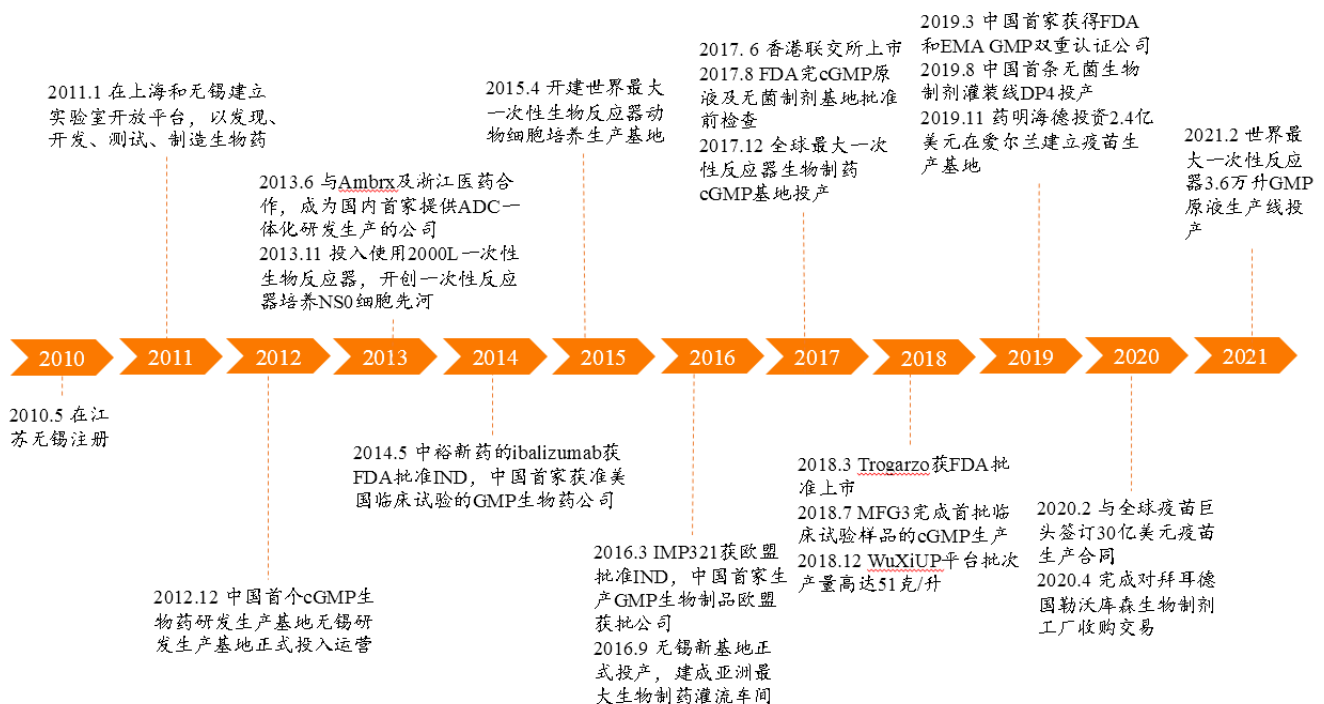 2011.1 在上海和无锡建立
实验室开放平台，以发现、
开发、测试、制造生物药
2013.6 与Ambrx及浙江医药合
作，成为国内首家提供ADC一
体化研发生产的公司
2013.11 投入使用2000L一次性
生物反应器，开创一次性反应
器培养NS0细胞先河
2015.4 开建世界最大
一次性生物反应器动
物细胞培养生产基地
2017. 6 香港联交所上市
2017.8 FDA完cGMP原
液及无菌制剂基地批准
前检查
2017.12 全球最大一次
性反应器生物制药
cGMP基地投产
2019.3 中国首家获得FDA
和EMA GMP双重认证公司
2019.8 中国首条无菌生物
制剂灌装线DP4投产
2019.11 药明海德投资2.4亿
美元在爱尔兰建立疫苗生
产基地
2021.2 世界最
大一次性反应
器3.6万升GMP
原液生产线投
产
2010
2011
2012
2013
2014
2015
2016
2017
2018
2019
2020
2021
2010.5 在江
苏无锡注册
2012.12 中国首个cGMP生
物药研发生产基地无锡研
发生产基地正式投入运营
2014.5 中裕新药的ibalizumab获
FDA批准IND，中国首家获准美
国临床试验的GMP生物药公司
2016.3 IMP321获欧盟
批准IND，中国首家生
产GMP生物制品欧盟
获批公司
2016.9 无锡新基地正
式投产，建成亚洲最
大生物制药灌流车间
2018.3 Trogarzo获FDA批
准上市
2018.7 MFG3完成首批临
床试验样品的cGMP生产
2018.12 WuXiUP平台批次
产量高达51克/升
2020.2 与全球疫苗巨
头签订30亿美元疫苗
生产合同
2020.4 完成对拜耳德
国勒沃库森生物制剂
工厂收购交易